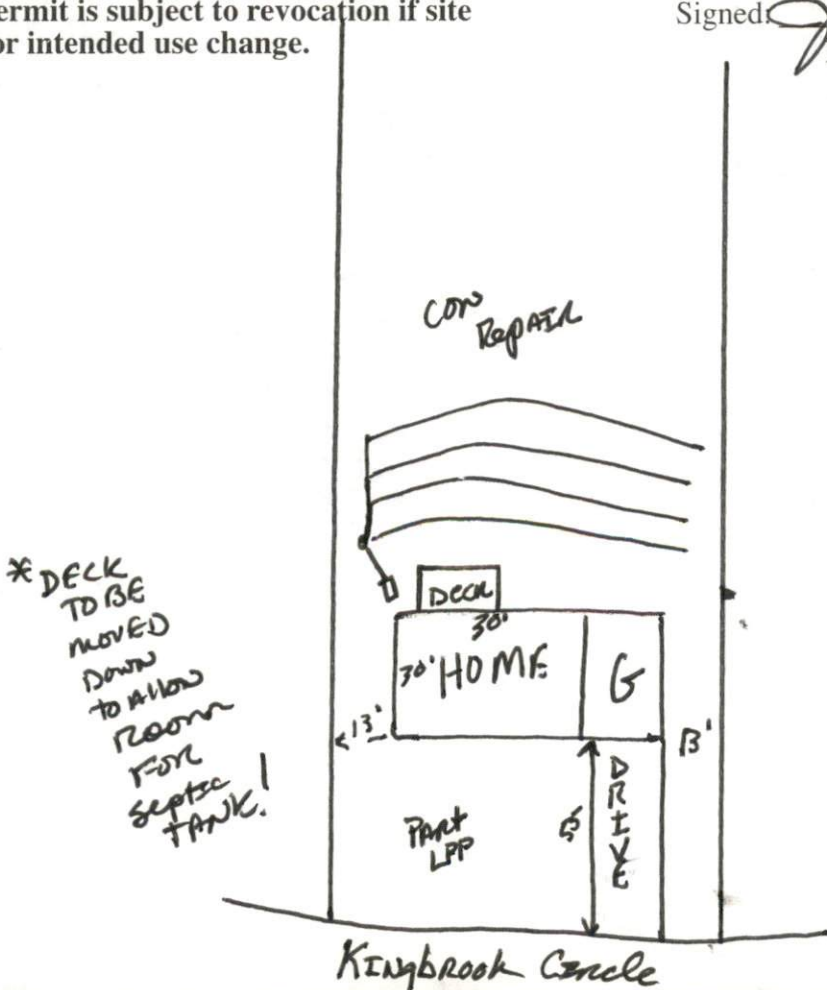 ermit is subject to revocation if site
or intended use change.
Signed:
CON
REPAIR
* DECK
TO BE
MOVED
DOWN
TO ALLOW
ROOM
FOR
SEPTIC
TANK!
DECK
30'
30' HOME
G
13'
13'
DRIVE
PART
LPP
KINGBROOK CIRCLE